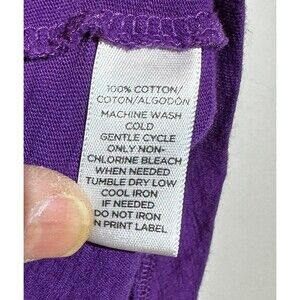 100% COTTON/
COTON/ALGODÓN
MACHINE WASH
COLD
GENTLE CYCLE
ONLY NON-
CHLORINE BLEACH
WHEN NEEDED
TUMBLE DRY LOW
COOL IRON
IF NEEDED
DO NOT IRON
ON PRINT LABEL